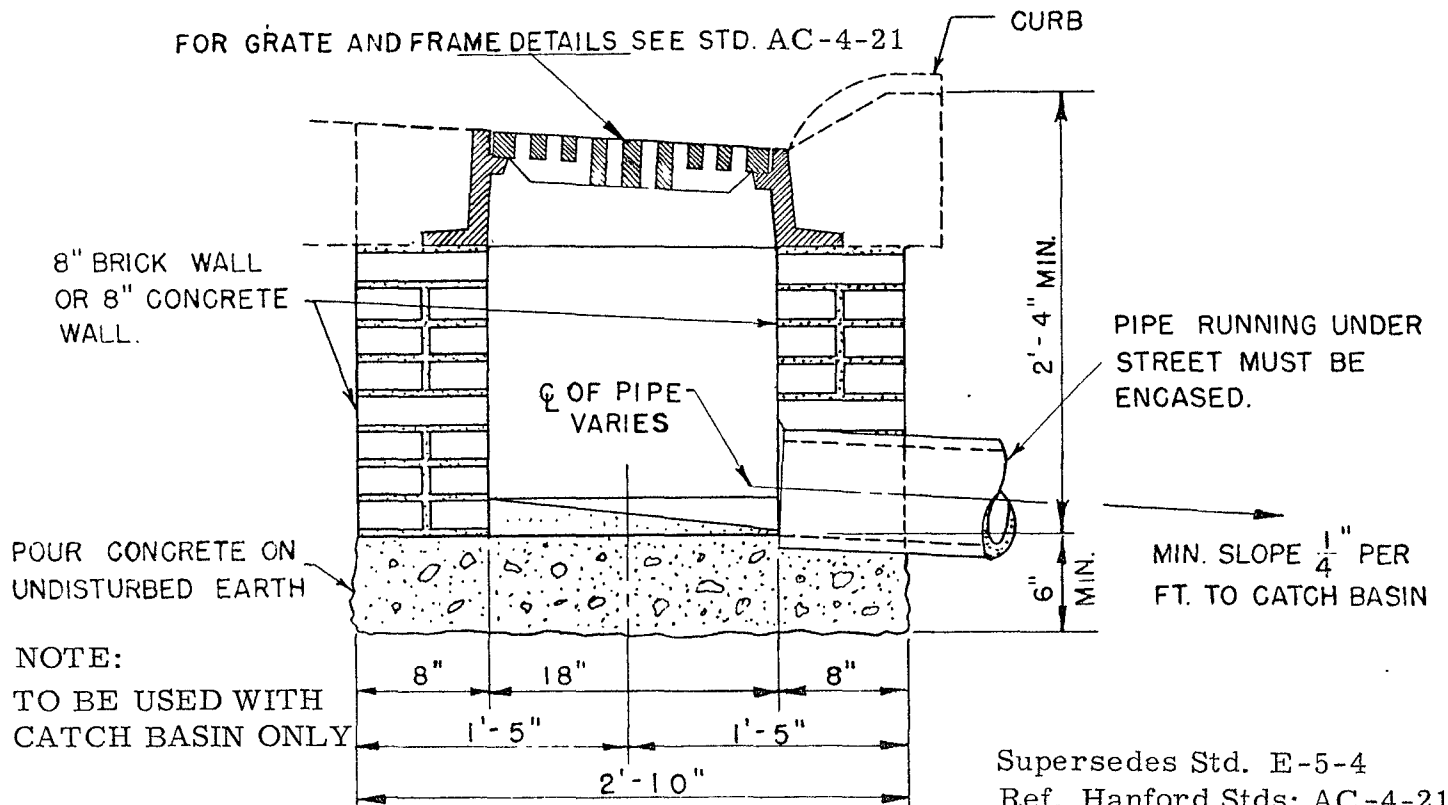 FOR GRATE AND FRAME DETAILS SEE STD. AC-4-21
CURB
8" BRICK WALL
OR 8" CONCRETE
WALL.
2'-4" MIN.
PIPE RUNNING UNDER
STREET MUST BE
ENCASED.
℄ OF PIPE
VARIES
POUR CONCRETE ON
UNDISTURBED EARTH
6"
MIN.
MIN. SLOPE 1/4" PER
FT. TO CATCH BASIN
NOTE:
TO BE USED WITH
CATCH BASIN ONLY
8" 18" 8"
1'-5" 1'-5"
2'-10"
Supersedes Std. E-5-4
Ref. Hanford Stds: AC-4-21